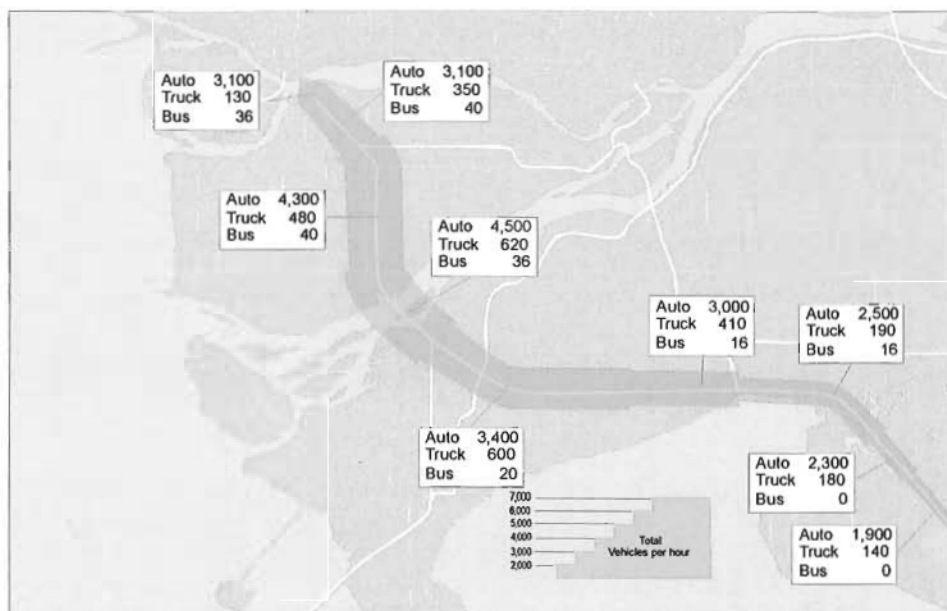 Auto 3,100
Truck 130
Bus 36
Auto 3,100
Truck 350
Bus 40
Auto 4,300
Truck 480
Bus 40
Auto 4,500
Truck 620
Bus 36
Auto 3,000
Truck 410
Bus 16
Auto 2,500
Truck 190
Bus 16
Auto 3,400
Truck 600
Bus 20
Auto 2,300
Truck 180
Bus 0
Auto 1,900
Truck 140
Bus 0
7,000
6,000
5,000
4,000
3,000
2,000
Total
Vehicles per hour